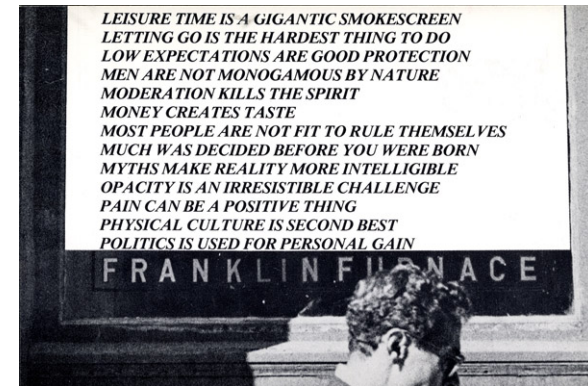 LEISURE TIME IS A GIGANTIC SMOKESCREEN
LETTING GO IS THE HARDEST THING TO DO
LOW EXPECTATIONS ARE GOOD PROTECTION
MEN ARE NOT MONOGAMOUS BY NATURE
MODERATION KILLS THE SPIRIT
MONEY CREATES TASTE
MOST PEOPLE ARE NOT FIT TO RULE THEMSELVES
MUCH WAS DECIDED BEFORE YOU WERE BORN
MYTHS MAKE REALITY MORE INTELLIGIBLE
OPACITY IS AN IRRESISTIBLE CHALLENGE
PAIN CAN BE A POSITIVE THING
PHYSICAL CULTURE IS SECOND BEST
POLITICS IS USED FOR PERSONAL GAIN
FRANKLIN FURNACE